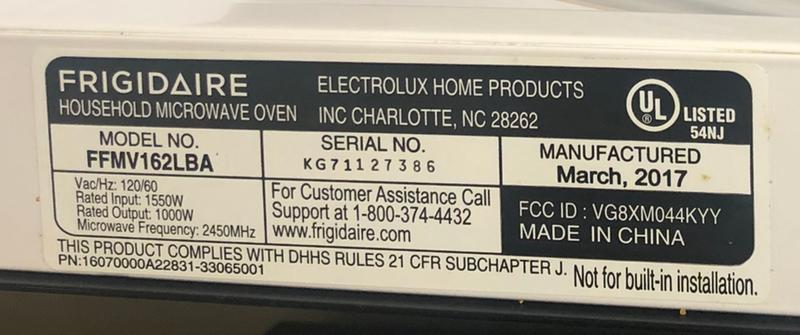 FRIGIDAIRE
HOUSEHOLD MICROWAVE OVEN
ELECTROLUX HOME PRODUCTS
INC CHARLOTTE, NC 28262
UL
LISTED
54NJ
MODEL NO.
FFMV162LBA
SERIAL NO.
KG71127386
MANUFACTURED
March, 2017
Vac/Hz: 120/60
Rated Input: 1550W
Rated Output: 1000W
Microwave Frequency: 2450MHz
For Customer Assistance Call
Support at 1-800-374-4432
www.frigidaire.com
FCC ID : VG8XM044KYY
MADE IN CHINA
THIS PRODUCT COMPLIES WITH DHHS RULES 21 CFR SUBCHAPTER J.
PN:16070000A22831-33065001
Not for built-in installation.